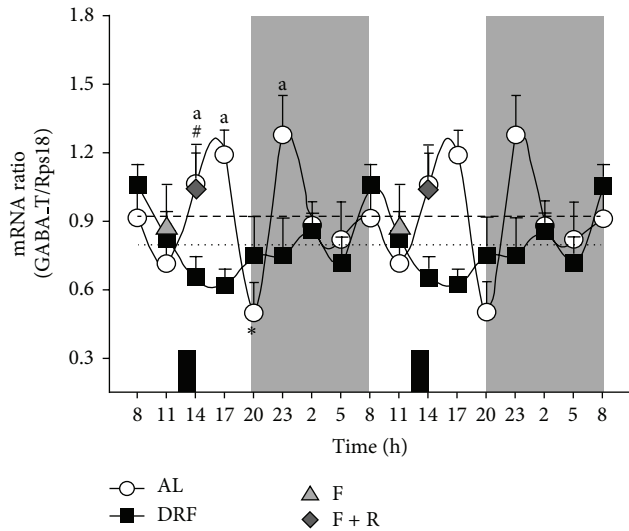 1.8
1.5
1.2
0.9
0.6
0.3
mRNA ratio
(GABA_T/Rps18)
a
#
a
a
*
8 11 14 17 20 23 2 5 8 11 14 17 20 23 2 5 8
Time (h)
AL
DRF
F
F + R